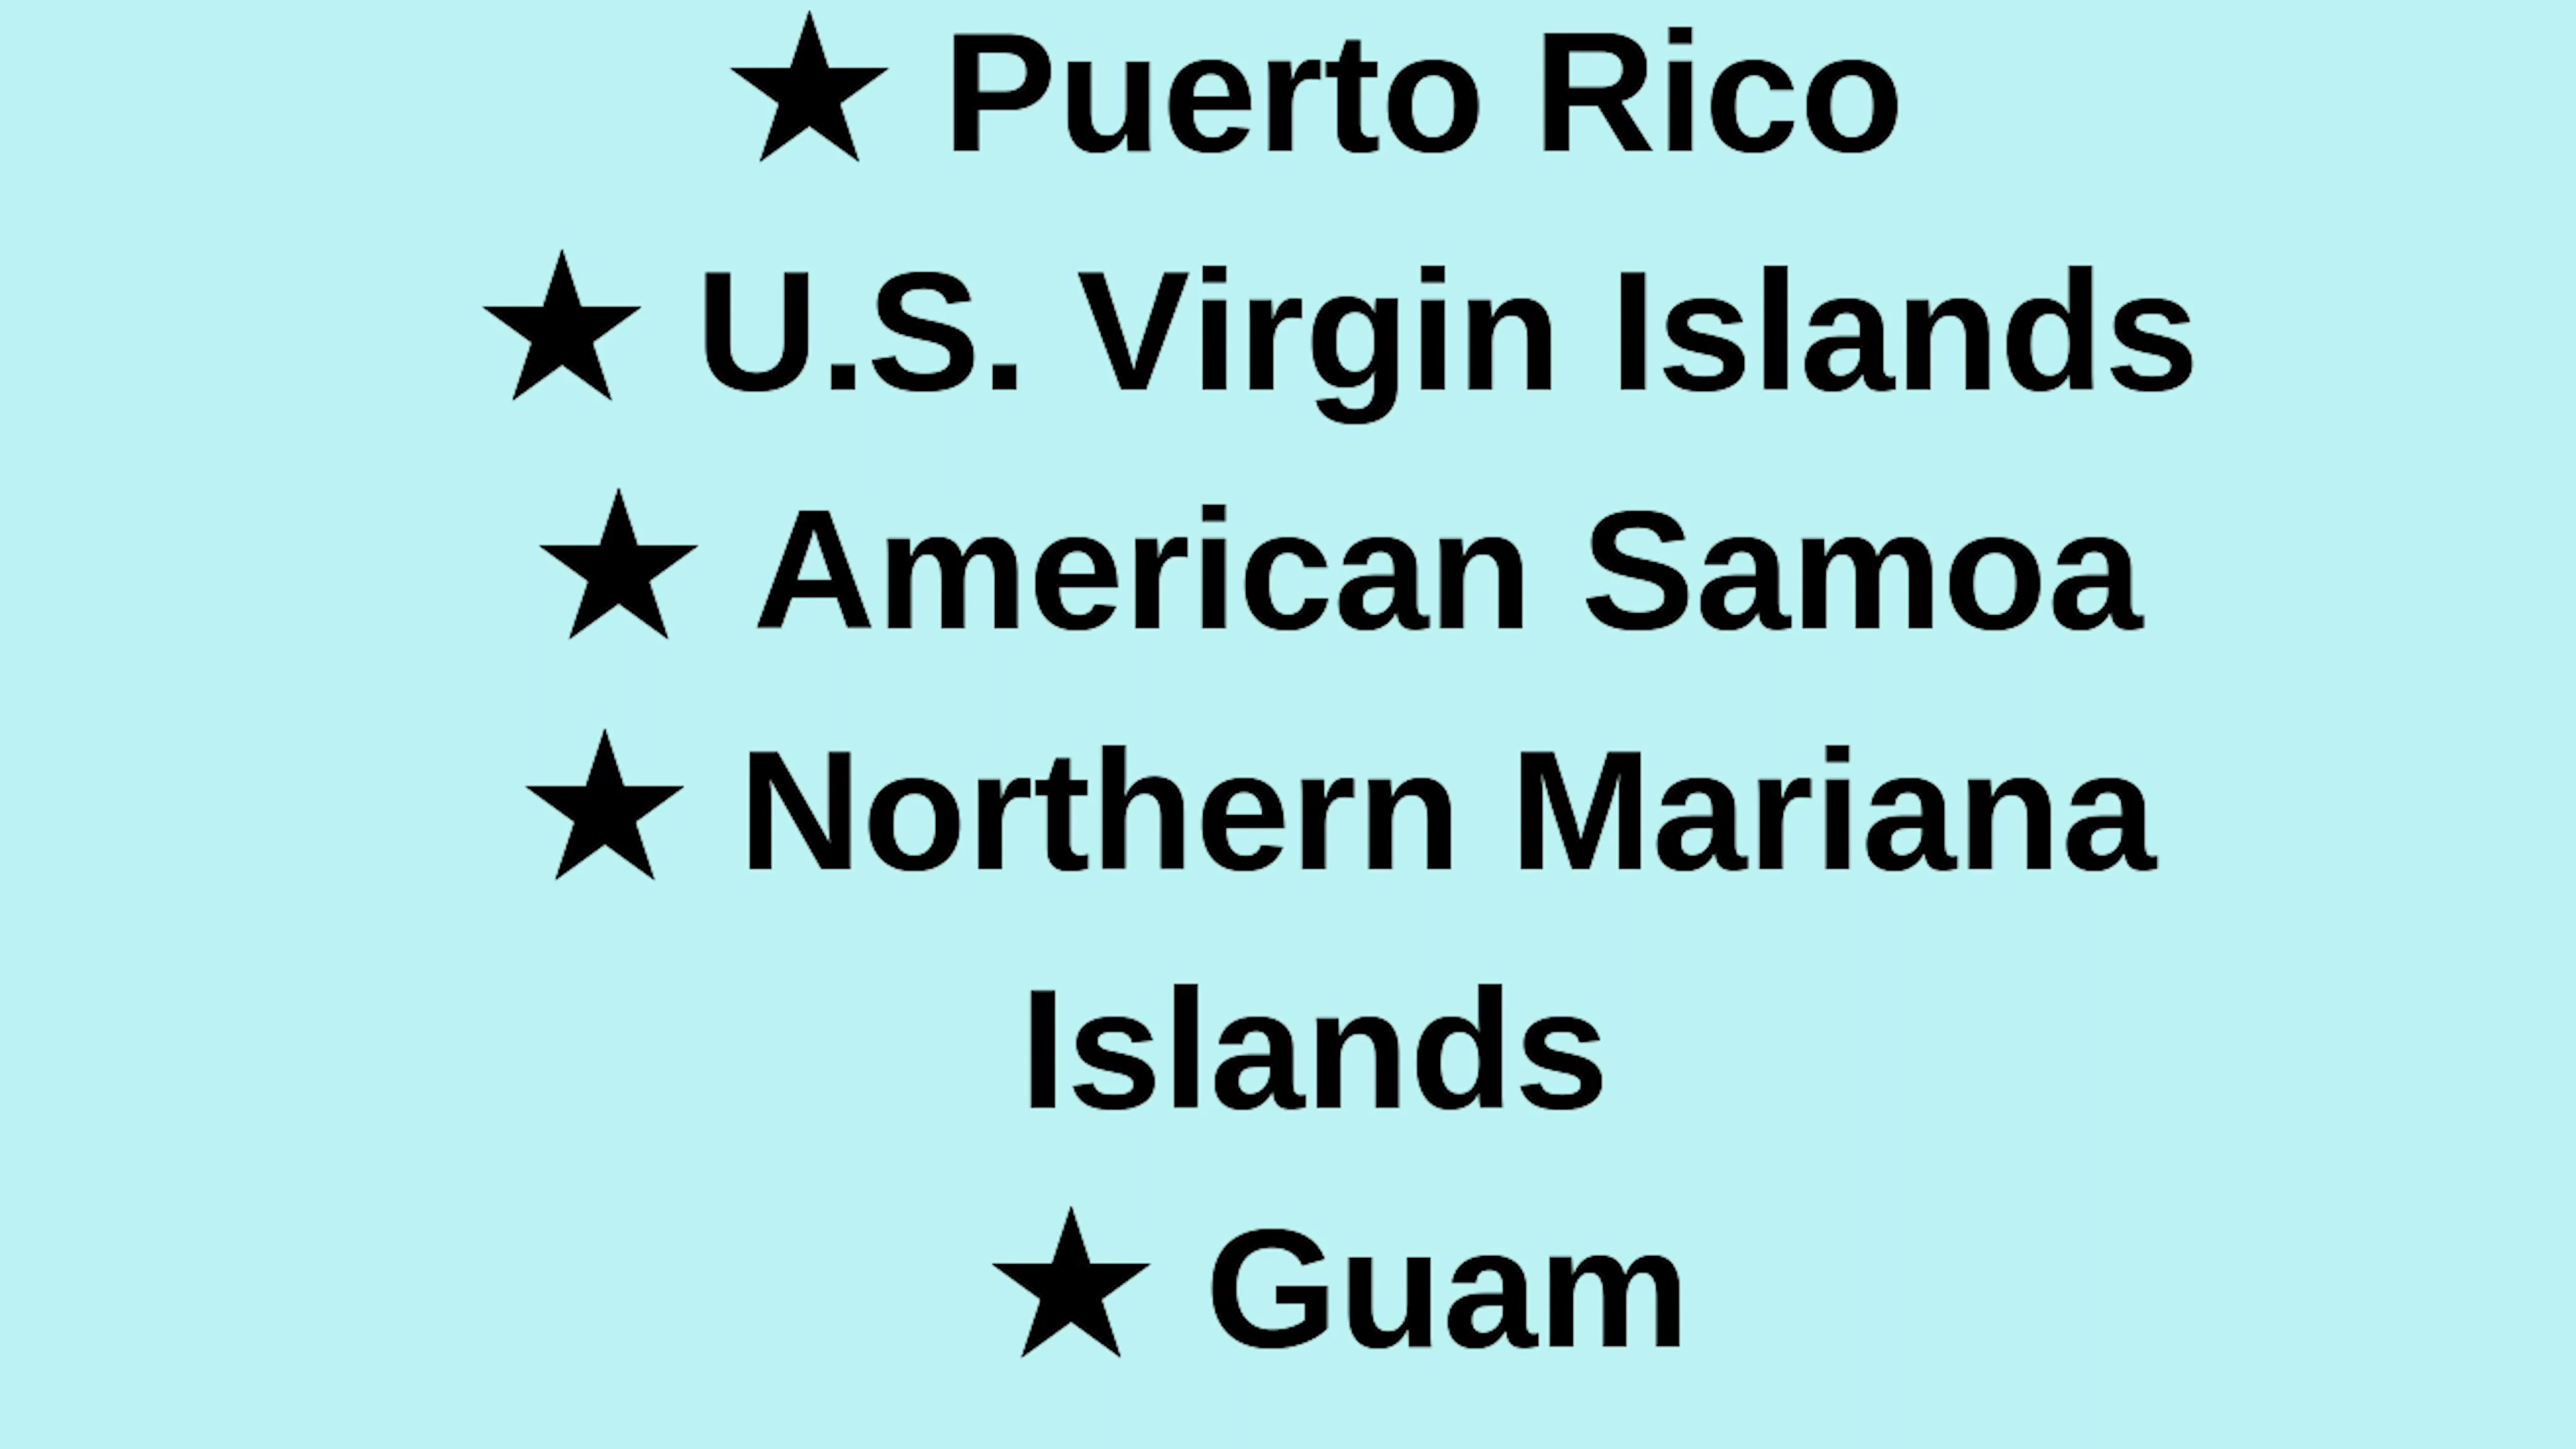 ★ Puerto Rico
★ U.S. Virgin Islands
★ American Samoa
★ Northern Mariana
Islands
★ Guam